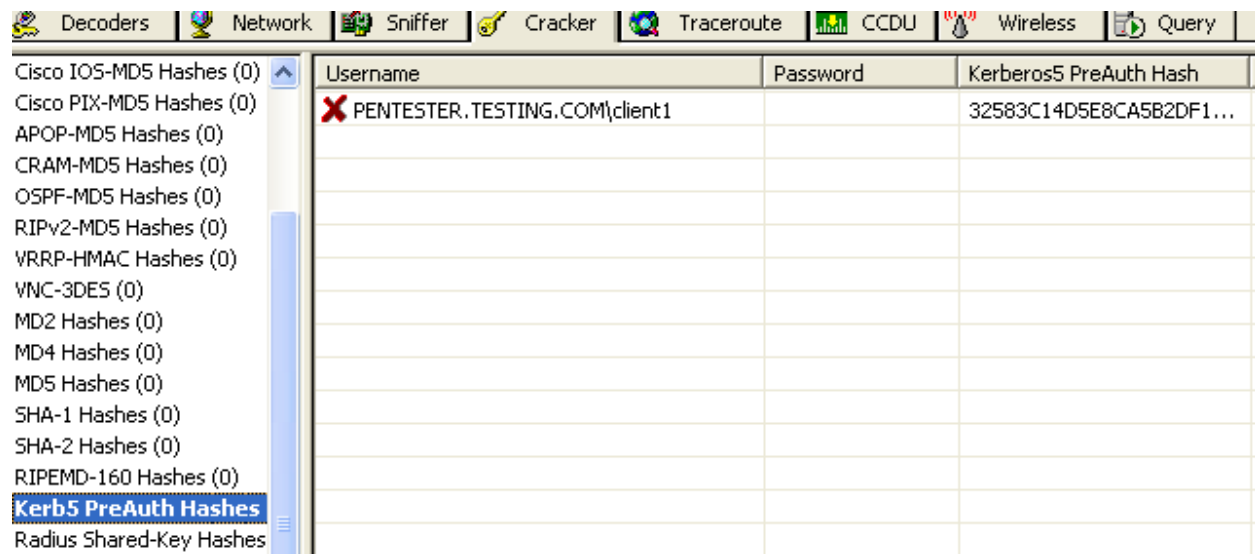 Decoders Network Sniffer Cracker Traceroute CCDU Wireless Query
Cisco IOS-MD5 Hashes (0)
Cisco PIX-MD5 Hashes (0)
APOP-MD5 Hashes (0)
CRAM-MD5 Hashes (0)
OSPF-MD5 Hashes (0)
RIPv2-MD5 Hashes (0)
VRRP-HMAC Hashes (0)
VNC-3DES (0)
MD2 Hashes (0)
MD4 Hashes (0)
MD5 Hashes (0)
SHA-1 Hashes (0)
SHA-2 Hashes (0)
RIPEMD-160 Hashes (0)
Kerb5 PreAuth Hashes
Radius Shared-Key Hashes
Username Password Kerberos5 PreAuth Hash
PENTESTER.TESTING.COM\client1 32583C14D5E8CA5B2DF1...